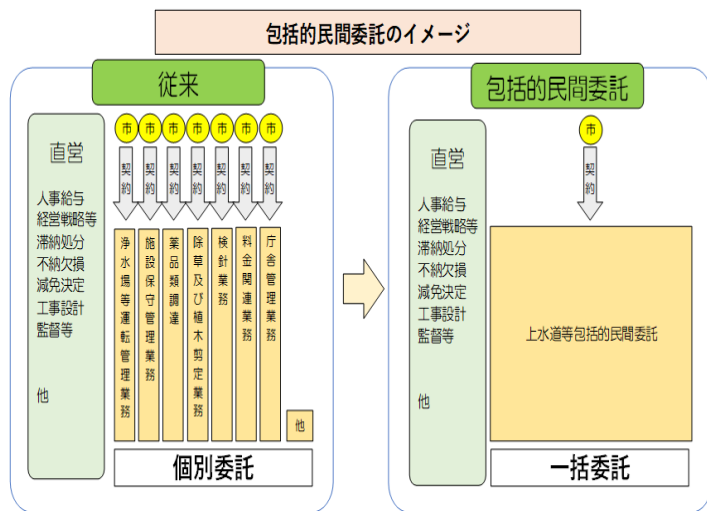 包括的民間委託のイメージ
従来
直営
人事給与
経営戦略等
滞納処分
不納欠損
減免決定
工事設計
監督等
他
市
市
市
市
市
市
市
契約
契約
契約
契約
契約
契約
契約
浄水場等運転管理業務
施設保守管理業務
薬品類調達
除草及び植木剪定業務
検針業務
料金関連業務
庁舎管理業務
他
個別委託
包括的民間委託
直営
人事給与
経営戦略等
滞納処分
不納欠損
減免決定
工事設計
監督等
他
市
契約
上水道等包括的民間委託
一括委託